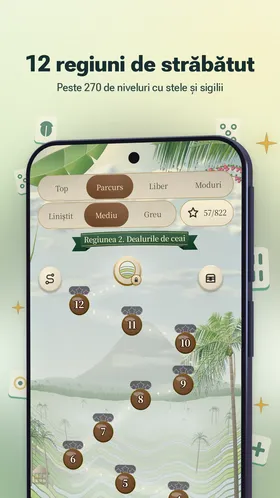 12 regiuni de străbătut
Peste 270 de niveluri cu stele și sigilii
Top Parcurs Liber Moduri
Liniștit Mediu Greu 57/822
Regiunea 2. Dealurile de ceai
12
11
10
9
8
7
6
5
4